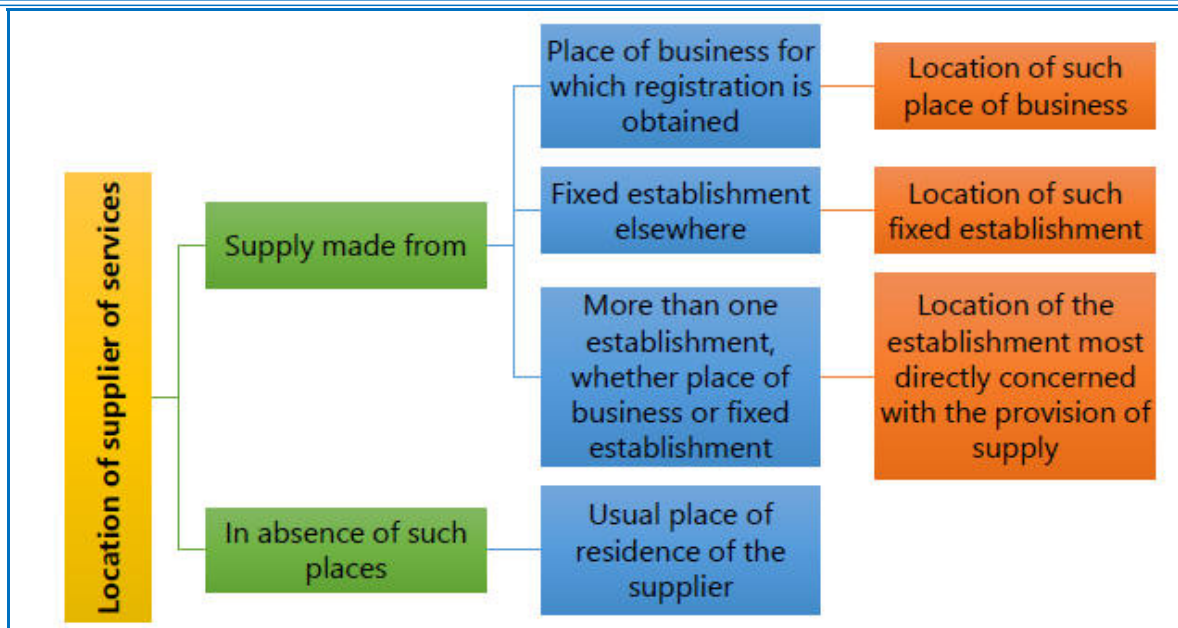 Location of supplier of services
Supply made from
Place of business for
which registration is
obtained
Location of such
place of business
Fixed establishment
elsewhere
Location of such
fixed establishment
More than one
establishment,
whether place of
business or fixed
establishment
Location of the
establishment most
directly concerned
with the provision of
supply
In absence of such
places
Usual place of
residence of the
supplier